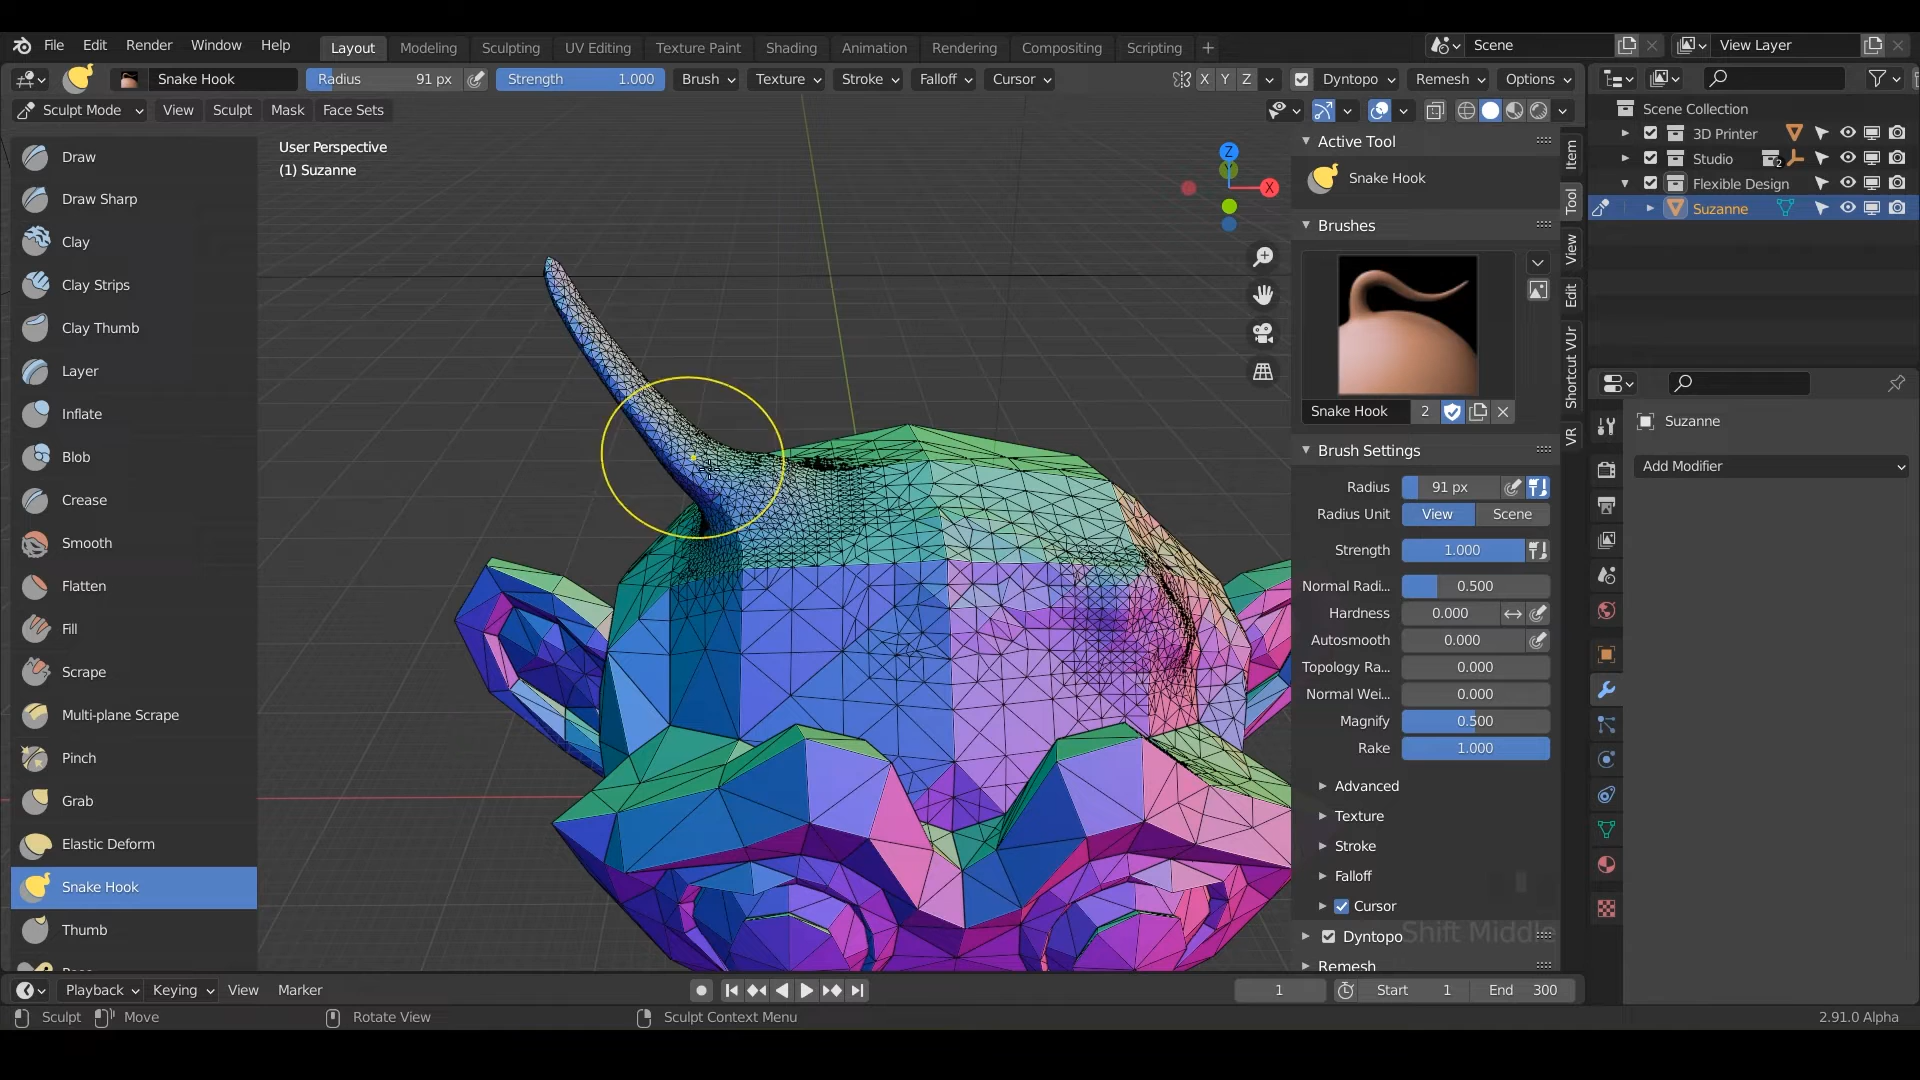 File Edit Render Window Help Layout Modeling Sculpting UV Editing Texture Paint Shading Animation Rendering Compositing Scripting + Scene View Layer
Snake Hook Radius 91 px Strength 1.000 Brush Texture Stroke Falloff Cursor X Y Z Dyntopo Remesh Options
Sculpt Mode View Sculpt Mask Face Sets
User Perspective
(1) Suzanne
Draw
Draw Sharp
Clay
Clay Strips
Clay Thumb
Layer
Inflate
Blob
Crease
Smooth
Flatten
Fill
Scrape
Multi-plane Scrape
Pinch
Grab
Elastic Deform
Snake Hook
Thumb
Z
Y
X
Active Tool
Snake Hook
Brushes
Snake Hook 2
Brush Settings
Radius 91 px
Radius Unit View Scene
Strength 1.000
Normal Radi... 0.500
Hardness 0.000
Autosmooth 0.000
Topology Ra... 0.000
Normal Wei... 0.000
Magnify 0.500
Rake 1.000
Advanced
Texture
Stroke
Falloff
Cursor
Dyntopo
Remesh
Shift Middle
Item
Tool
View
Edit
Shortcut VUr
VR
Scene Collection
3D Printer
Studio 2
Flexible Design
Suzanne
Suzanne
Add Modifier
Playback Keying View Marker 1 Start 1 End 300
Sculpt Move Rotate View Sculpt Context Menu 2.91.0 Alpha